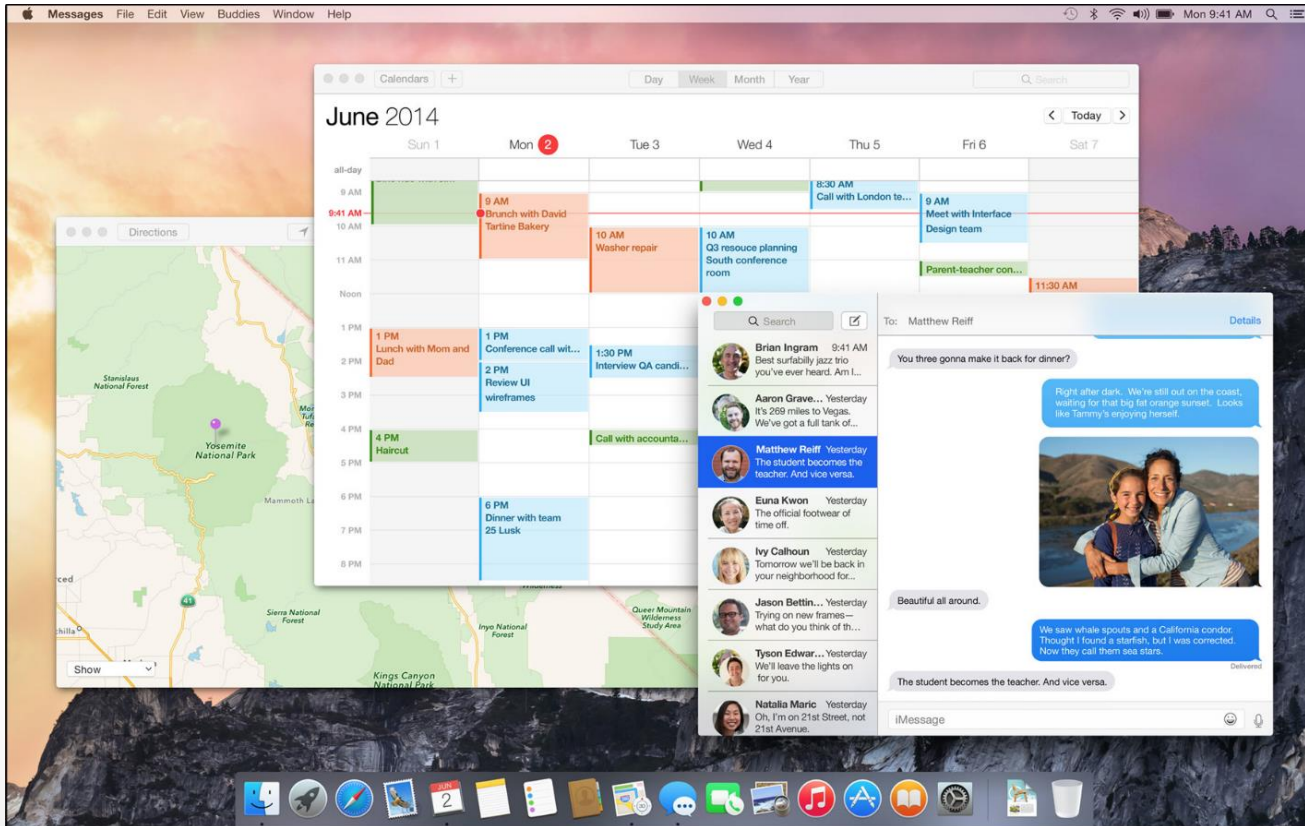 Messages File Edit View Buddies Window Help
Mon 9:41 AM
Calendars +
Day Week Month Year
Search
June 2014
Today
Sun 1 Mon 2 Tue 3 Wed 4 Thu 5 Fri 6 Sat 7
all-day
9 AM
9:41 AM
10 AM
11 AM
Noon
1 PM
2 PM
3 PM
4 PM
5 PM
6 PM
7 PM
8 PM
1 PM
Lunch with Mom and
Dad
4 PM
Haircut
9 AM
Brunch with David
Tartine Bakery
1 PM
Conference call wit...
2 PM
Review UI
wireframes
6 PM
Dinner with team
25 Lusk
10 AM
Washer repair
1:30 PM
Interview QA candi...
Call with accounta...
10 AM
Q3 resouce planning
South conference
room
8:30 AM
Call with London te...
9 AM
Meet with Interface
Design team
Parent-teacher con...
11:30 AM
Directions
Stanislaus
National Forest
Yosemite
National Park
Mammoth La
41
Sierra National
Forest
Inyo National
Forest
Queer Mountain
Wilderness
Study Area
Kings Canyon
National Park
Show
Search
Brian Ingram 9:41 AM
Best surfabilly jazz trio
you've ever heard. Am I...
Aaron Grave... Yesterday
It's 269 miles to Vegas.
We've got a full tank of...
Matthew Reiff Yesterday
The student becomes the
teacher. And vice versa.
Euna Kwon Yesterday
The official footwear of
time off.
Ivy Calhoun Yesterday
Tomorrow we'll be back in
your neighborhood for...
Jason Bettin... Yesterday
Trying on new frames—
what do you think of th...
Tyson Edwar... Yesterday
We'll leave the lights on
for you.
Natalia Maric Yesterday
Oh, I'm on 21st Street, not
21st Avenue.
To: Matthew Reiff
Details
You three gonna make it back for dinner?
Right after dark. We're still out on the coast,
waiting for that big fat orange sunset. Looks
like Tammy's enjoying herself.
Beautiful all around.
We saw whale spouts and a California condor.
Thought I found a starfish, but I was corrected.
Now they call them sea stars.
Delivered
The student becomes the teacher. And vice versa.
iMessage
JUN
2